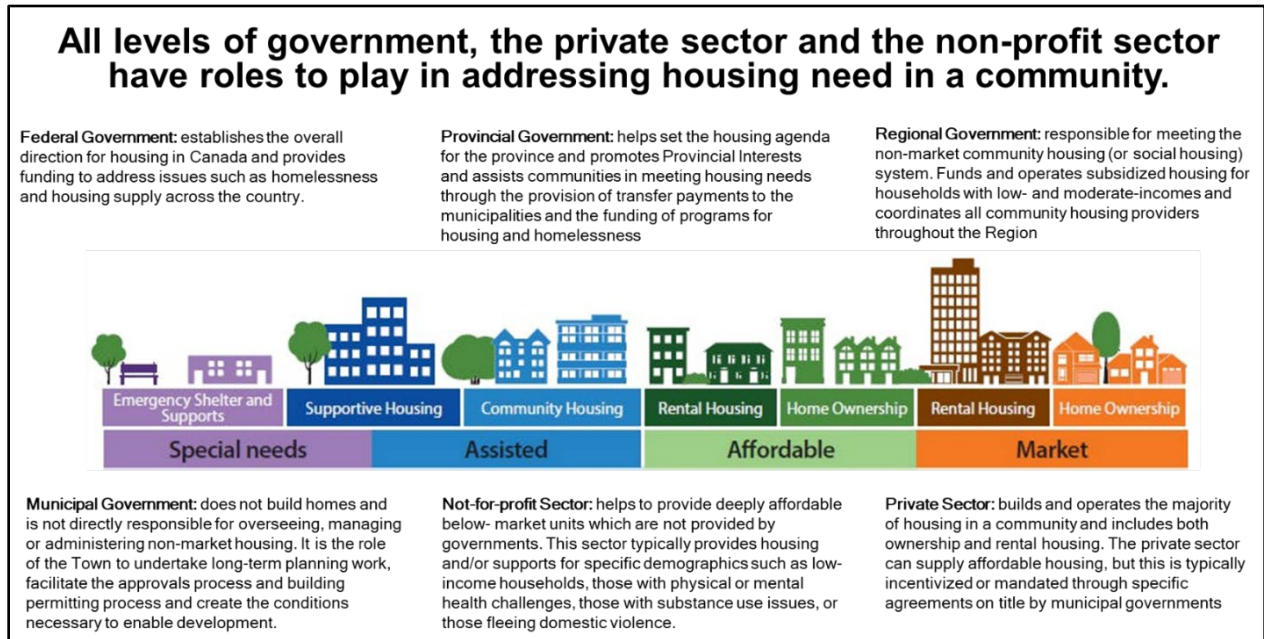 All levels of government, the private sector and the non-profit sector
have roles to play in addressing housing need in a community.
Federal Government: establishes the overall
direction for housing in Canada and provides
funding to address issues such as homelessness
and housing supply across the country.
Provincial Government: helps set the housing agenda
for the province and promotes Provincial Interests
and assists communities in meeting housing needs
through the provision of transfer payments to the
municipalities and the funding of programs for
housing and homelessness
Regional Government: responsible for meeting the
non-market community housing (or social housing)
system. Funds and operates subsidized housing for
households with low- and moderate-incomes and
coordinates all community housing providers
throughout the Region
Emergency Shelter and
Supports
Supportive Housing
Community Housing
Rental Housing
Home Ownership
Rental Housing
Home Ownership
Special needs
Assisted
Affordable
Market
Municipal Government: does not build homes and
is not directly responsible for overseeing, managing
or administering non-market housing. It is the role
of the Town to undertake long-term planning work,
facilitate the approvals process and building
permitting process and create the conditions
necessary to enable development.
Not-for-profit Sector: helps to provide deeply affordable
below- market units which are not provided by
governments. This sector typically provides housing
and/or supports for specific demographics such as low-
income households, those with physical or mental
health challenges, those with substance use issues, or
those fleeing domestic violence.
Private Sector: builds and operates the majority
of housing in a community and includes both
ownership and rental housing. The private sector
can supply affordable housing, but this is typically
incentivized or mandated through specific
agreements on title by municipal governments